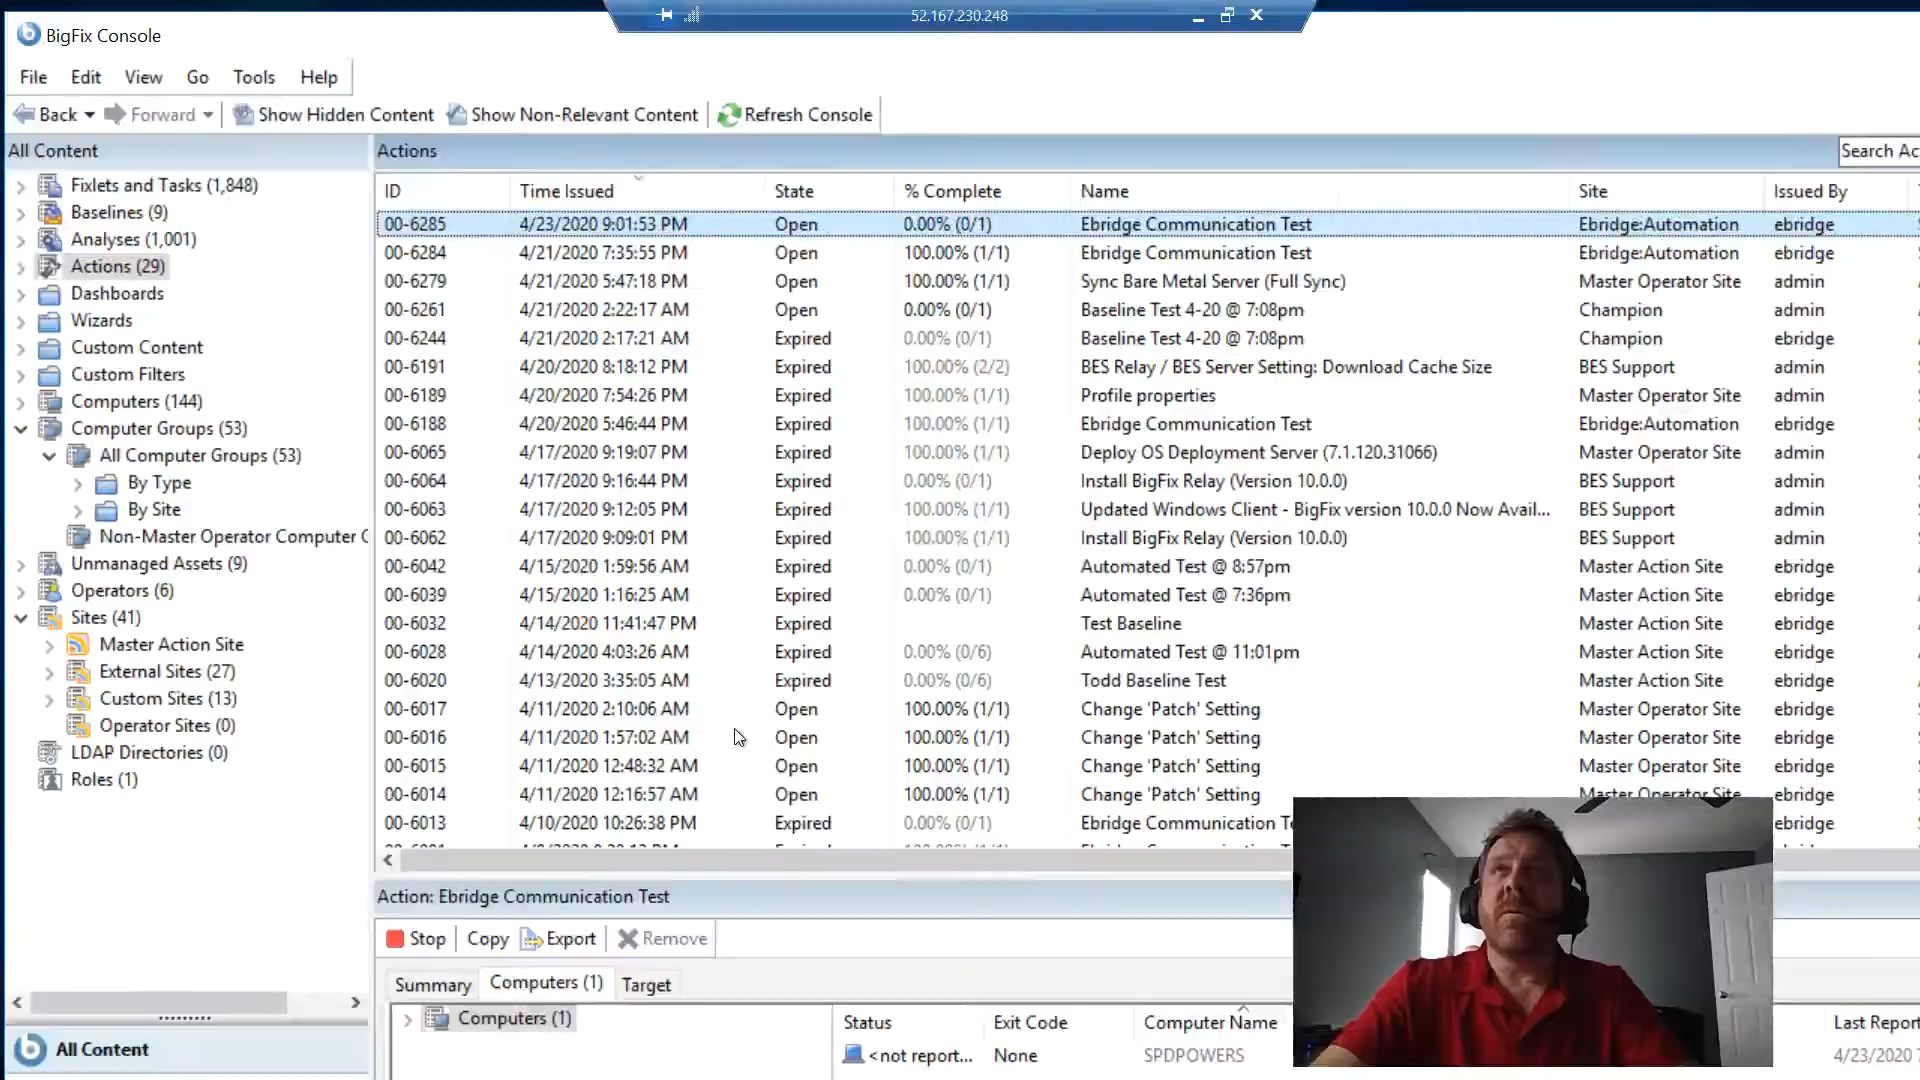 52.167.230.248
BigFix Console
File Edit View Go Tools Help
Back Forward Show Hidden Content Show Non-Relevant Content Refresh Console
All Content
Fixlets and Tasks (1,848)
Baselines (9)
Analyses (1,001)
Actions (29)
Dashboards
Wizards
Custom Content
Custom Filters
Computers (144)
Computer Groups (53)
All Computer Groups (53)
By Type
By Site
Non-Master Operator Computer
Unmanaged Assets (9)
Operators (6)
Sites (41)
Master Action Site
External Sites (27)
Custom Sites (13)
Operator Sites (0)
LDAP Directories (0)
Roles (1)
All Content
Actions Search
ID Time Issued State % Complete Name Site Issued By
00-6285 4/23/2020 9:01:53 PM Open 0.00% (0/1) Ebridge Communication Test Ebridge:Automation ebridge
00-6284 4/21/2020 7:35:55 PM Open 100.00% (1/1) Ebridge Communication Test Ebridge:Automation ebridge
00-6279 4/21/2020 5:47:18 PM Open 100.00% (1/1) Sync Bare Metal Server (Full Sync) Master Operator Site admin
00-6261 4/21/2020 2:22:17 AM Open 0.00% (0/1) Baseline Test 4-20 @ 7:08pm Champion admin
00-6244 4/21/2020 2:17:21 AM Expired 0.00% (0/1) Baseline Test 4-20 @ 7:08pm Champion admin
00-6191 4/20/2020 8:18:12 PM Expired 100.00% (2/2) BES Relay / BES Server Setting: Download Cache Size BES Support admin
00-6189 4/20/2020 7:54:26 PM Expired 100.00% (1/1) Profile properties Master Operator Site admin
00-6188 4/20/2020 5:46:44 PM Expired 100.00% (1/1) Ebridge Communication Test Ebridge:Automation ebridge
00-6065 4/17/2020 9:19:07 PM Expired 100.00% (1/1) Deploy OS Deployment Server (7.1.120.31066) Master Operator Site admin
00-6064 4/17/2020 9:16:44 PM Expired 0.00% (0/1) Install BigFix Relay (Version 10.0.0) BES Support admin
00-6063 4/17/2020 9:12:05 PM Expired 100.00% (1/1) Updated Windows Client - BigFix version 10.0.0 Now Avail... BES Support admin
00-6062 4/17/2020 9:09:01 PM Expired 100.00% (1/1) Install BigFix Relay (Version 10.0.0) BES Support admin
00-6042 4/15/2020 1:59:56 AM Expired 0.00% (0/1) Automated Test @ 8:57pm Master Action Site ebridge
00-6039 4/15/2020 1:16:25 AM Expired 0.00% (0/1) Automated Test @ 7:36pm Master Action Site ebridge
00-6032 4/14/2020 11:41:47 PM Expired Test Baseline Master Action Site ebridge
00-6028 4/14/2020 4:03:26 AM Expired 0.00% (0/6) Automated Test @ 11:01pm Master Action Site ebridge
00-6020 4/13/2020 3:35:05 AM Expired 0.00% (0/6) Todd Baseline Test Master Action Site ebridge
00-6017 4/11/2020 2:10:06 AM Open 100.00% (1/1) Change 'Patch' Setting Master Operator Site ebridge
00-6016 4/11/2020 1:57:02 AM Open 100.00% (1/1) Change 'Patch' Setting Master Operator Site ebridge
00-6015 4/11/2020 12:48:32 AM Open 100.00% (1/1) Change 'Patch' Setting Master Operator Site ebridge
00-6014 4/11/2020 12:16:57 AM Open 100.00% (1/1) Change 'Patch' Setting Master Operator Site ebridge
00-6013 4/10/2020 10:26:38 PM Expired 0.00% (0/1) Ebridge Communication ebridge
Action: Ebridge Communication Test
Stop Copy Export Remove
Summary Computers (1) Target
Computers (1)
Status Exit Code Computer Name Last Report
<not report... None SPDPOWERS 4/23/2020